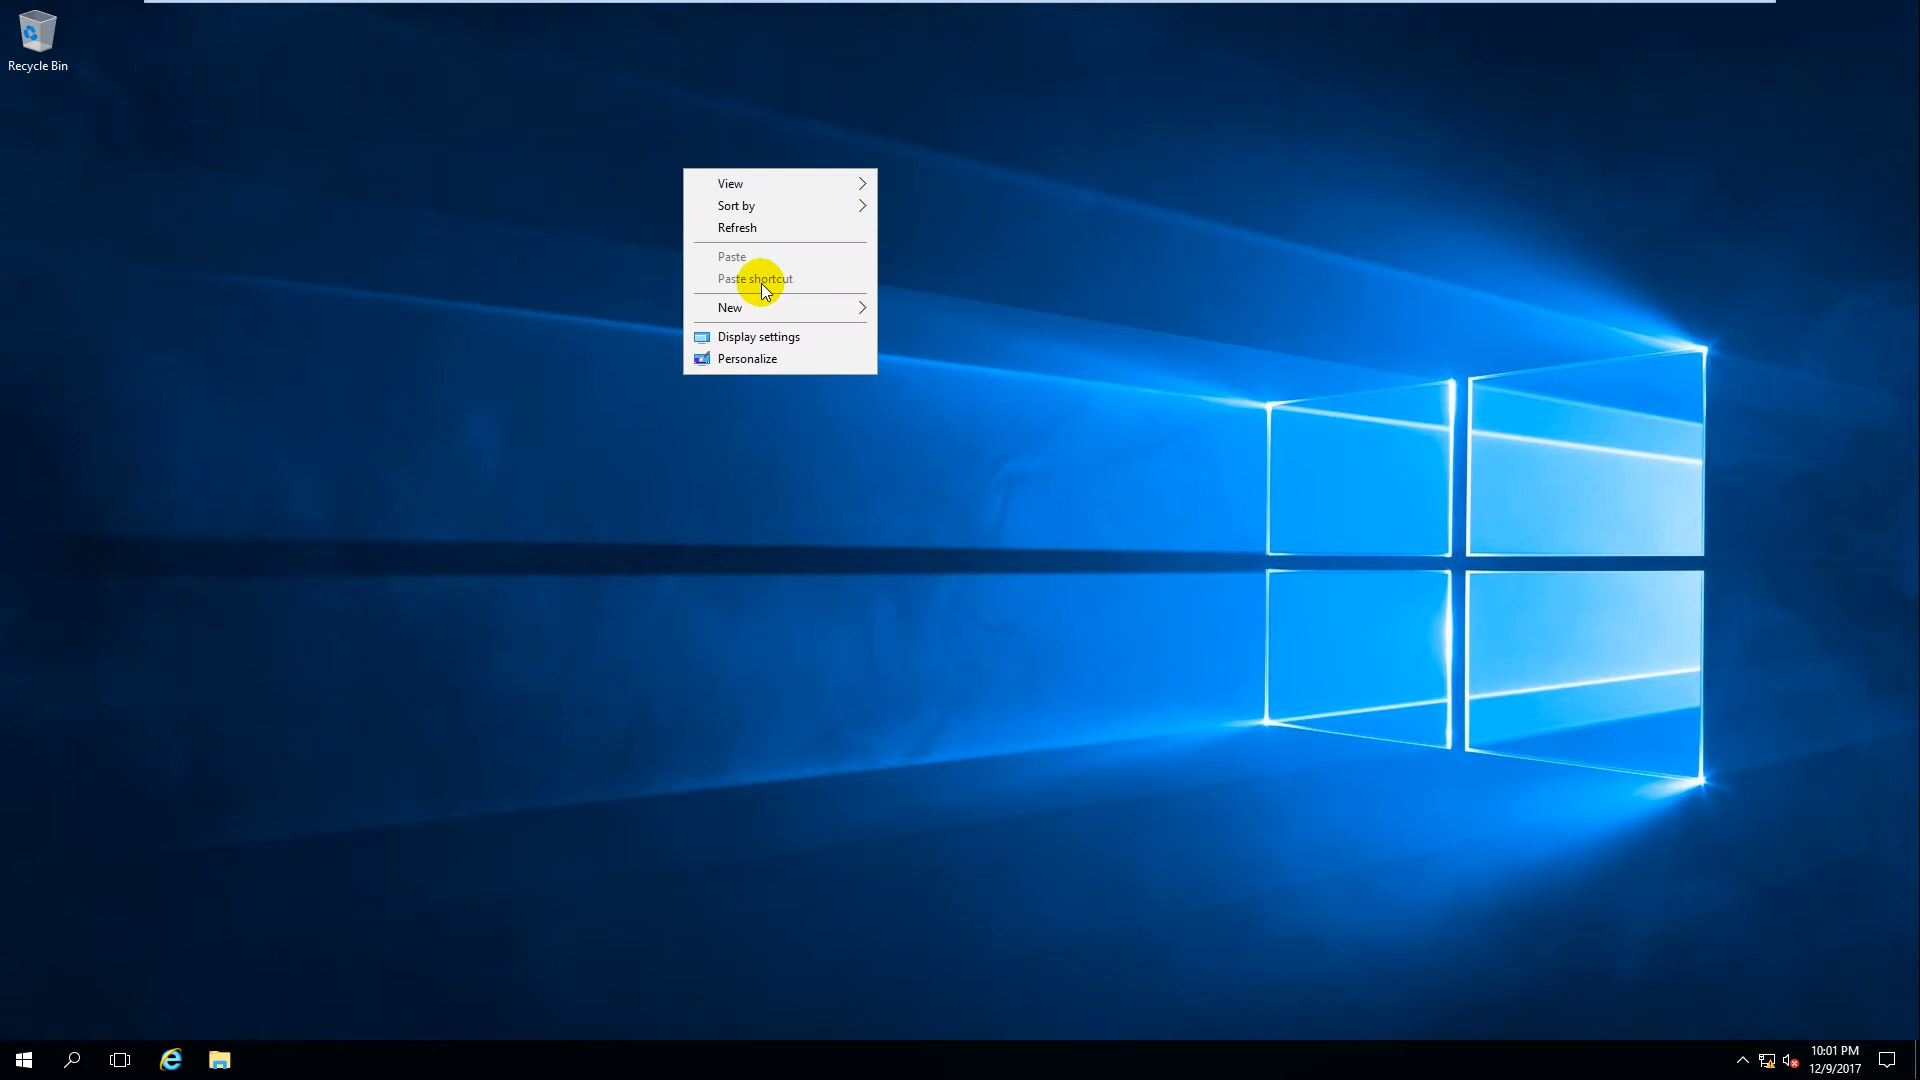 Recycle Bin
View
Sort by
Refresh
Paste
Paste shortcut
New
Display settings
Personalize
10:01 PM
12/9/2017